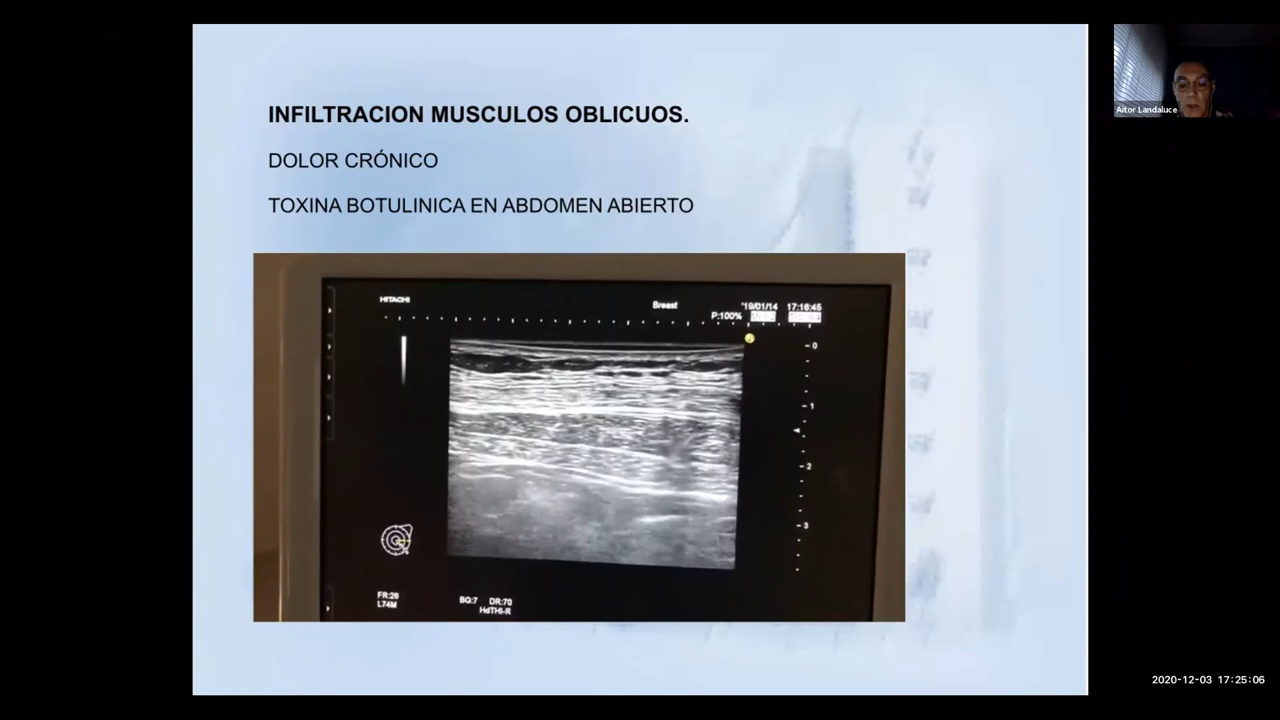 INFILTRACION MUSCULOS OBLICUOS.
DOLOR CRÓNICO
TOXINA BOTULINICA EN ABDOMEN ABIERTO
HITACHI
Breast
'19/01/14 17:16:45
P:100%
0
1
2
3
FR:26
L74M
BG:7 DR:70
HdTHI-R
Aitor Landaluce
2020-12-03 17:25:06